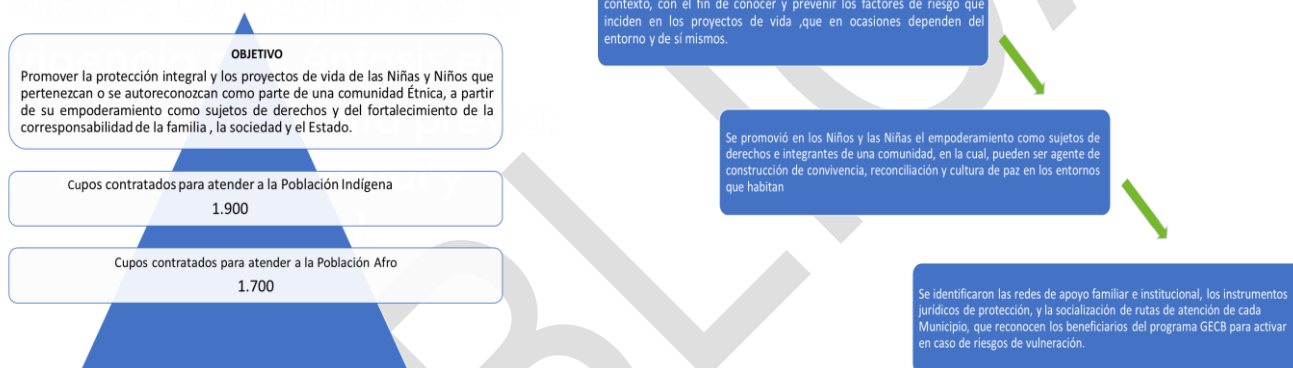 OBJETIVO
Promover la protección integral y los proyectos de vida de las Niñas y Niños que
pertenezcan o se autoreconozcan como parte de una comunidad Étnica, a partir
de su empoderamiento como sujetos de derechos y del fortalecimiento de la
corresponsabilidad de la familia , la sociedad y el Estado.
Cupos contratados para atender a la Población Indígena
1.900
Cupos contratados para atender a la Población Afro
1.700
contexto, con el fin de conocer y prevenir los factores de riesgo que
inciden en los proyectos de vida ,que en ocasiones dependen del
entorno y de sí mismos.
Se promovió en los Niños y las Niñas el empoderamiento como sujetos de
derechos e integrantes de una comunidad, en la cual, pueden ser agente de
construcción de convivencia, reconciliación y cultura de paz en los entornos
que habitan
Se identificaron las redes de apoyo familiar e institucional, los instrumentos
jurídicos de protección, y la socialización de rutas de atención de cada
Municipio, que reconocen los beneficiarios del programa GECB para activar
en caso de riesgos de vulneración.